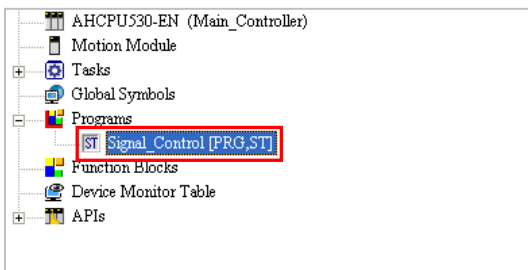 AHCPU530-EN (Main_Controller)
Motion Module
Tasks
Global Symbols
Programs
ST Signal_Control [PRG,ST]
Function Blocks
Device Monitor Table
APIs